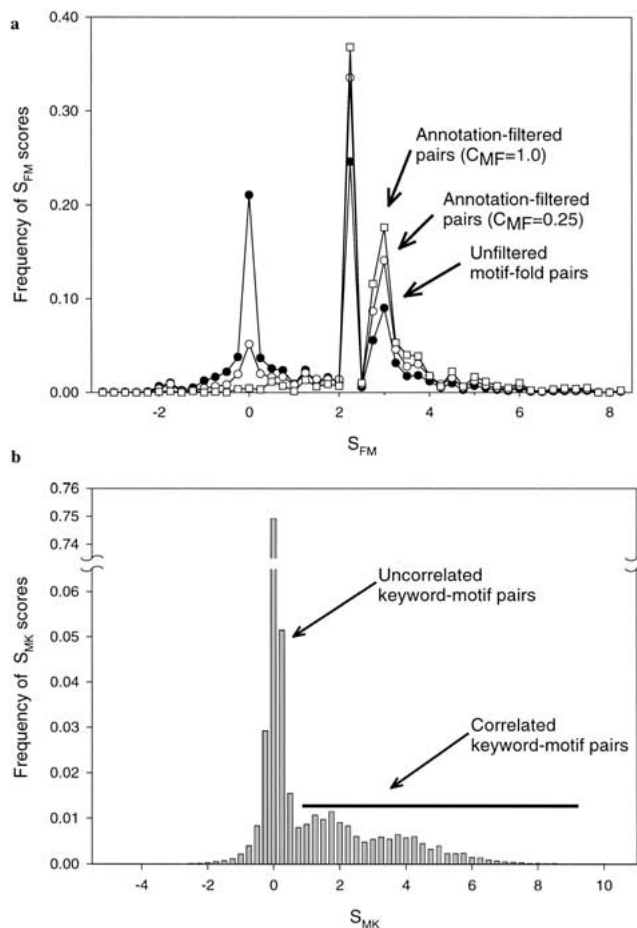 a
0.40
Annotation-filtered
pairs (CMF=1.0)
0.30
Annotation-filtered
pairs (CMF=0.25)
0.20
Unfiltered
motif-fold pairs
0.10
0.00
Frequency of SFM scores
-2 0 2 4 6 8
SFM
b
0.76
0.75
0.74
0.06
Uncorrelated
keyword-motif pairs
0.05
0.04
0.03
Correlated
keyword-motif pairs
0.02
0.01
0.00
Frequency of SMK scores
-4 -2 0 2 4 6 8 10
SMK